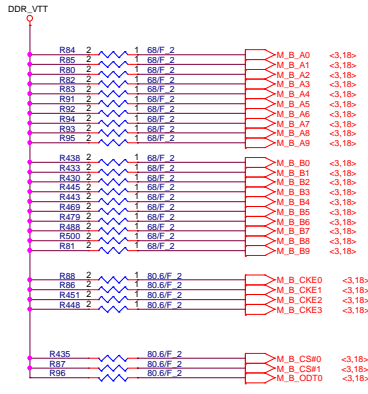 DDR_VTT
R84 2 1 68/F_2 M_B_A0 <3,18>
R85 2 1 68/F_2 M_B_A1 <3,18>
R80 2 1 68/F_2 M_B_A2 <3,18>
R82 2 1 68/F_2 M_B_A3 <3,18>
R83 2 1 68/F_2 M_B_A4 <3,18>
R91 2 1 68/F_2 M_B_A5 <3,18>
R92 2 1 68/F_2 M_B_A6 <3,18>
R94 2 1 68/F_2 M_B_A7 <3,18>
R93 2 1 68/F_2 M_B_A8 <3,18>
R95 2 1 68/F_2 M_B_A9 <3,18>
R438 2 1 68/F_2 M_B_B0 <3,18>
R433 2 1 68/F_2 M_B_B1 <3,18>
R430 2 1 68/F_2 M_B_B2 <3,18>
R445 2 1 68/F_2 M_B_B3 <3,18>
R443 2 1 68/F_2 M_B_B4 <3,18>
R469 2 1 68/F_2 M_B_B5 <3,18>
R479 2 1 68/F_2 M_B_B6 <3,18>
R488 2 1 68/F_2 M_B_B7 <3,18>
R500 2 1 68/F_2 M_B_B8 <3,18>
R81 2 1 68/F_2 M_B_B9 <3,18>
R88 2 1 80.6/F_2 M_B_CKE0 <3,18>
R86 2 1 80.6/F_2 M_B_CKE1 <3,18>
R451 2 1 80.6/F_2 M_B_CKE2 <3,18>
R448 2 1 80.6/F_2 M_B_CKE3 <3,18>
R435 80.6/F_2 M_B_CS#0 <3,18>
R87 80.6/F_2 M_B_CS#1 <3,18>
R96 80.6/F_2 M_B_ODT0 <3,18>